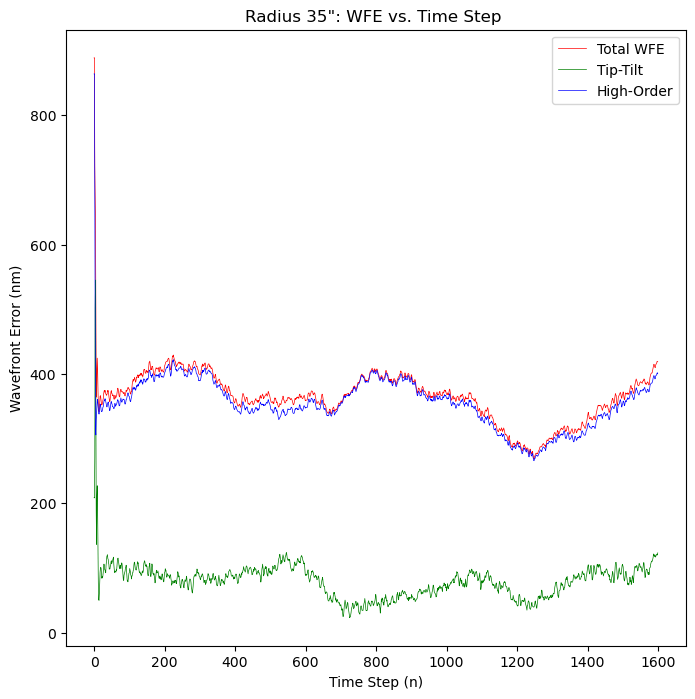 Radius 35": WFE vs. Time Step
Total WFE
Tip-Tilt
High-Order
Wavefront Error (nm)
800
600
400
200
0
0 200 400 600 800 1000 1200 1400 1600
Time Step (n)